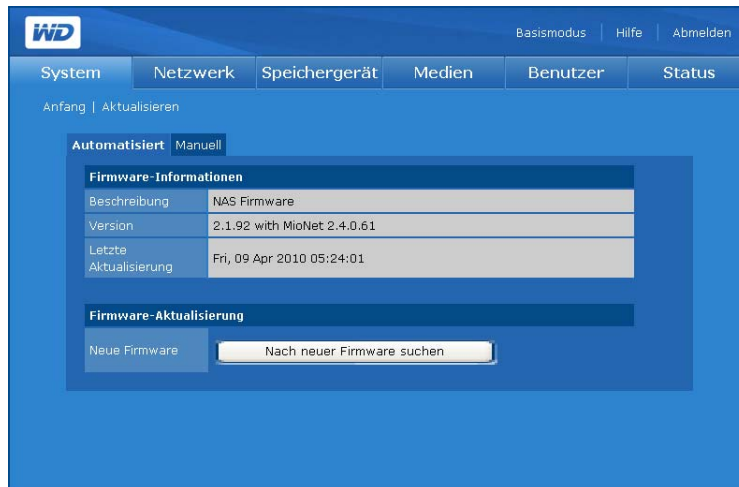 WD
Basismodus | Hilfe | Abmelden
System Netzwerk Speichergerät Medien Benutzer Status
Anfang | Aktualisieren
Automatisiert Manuell
Firmware-Informationen
Beschreibung NAS Firmware
Version 2.1.92 with MioNet 2.4.0.61
Letzte
Aktualisierung Fri, 09 Apr 2010 05:24:01
Firmware-Aktualisierung
Neue Firmware Nach neuer Firmware suchen